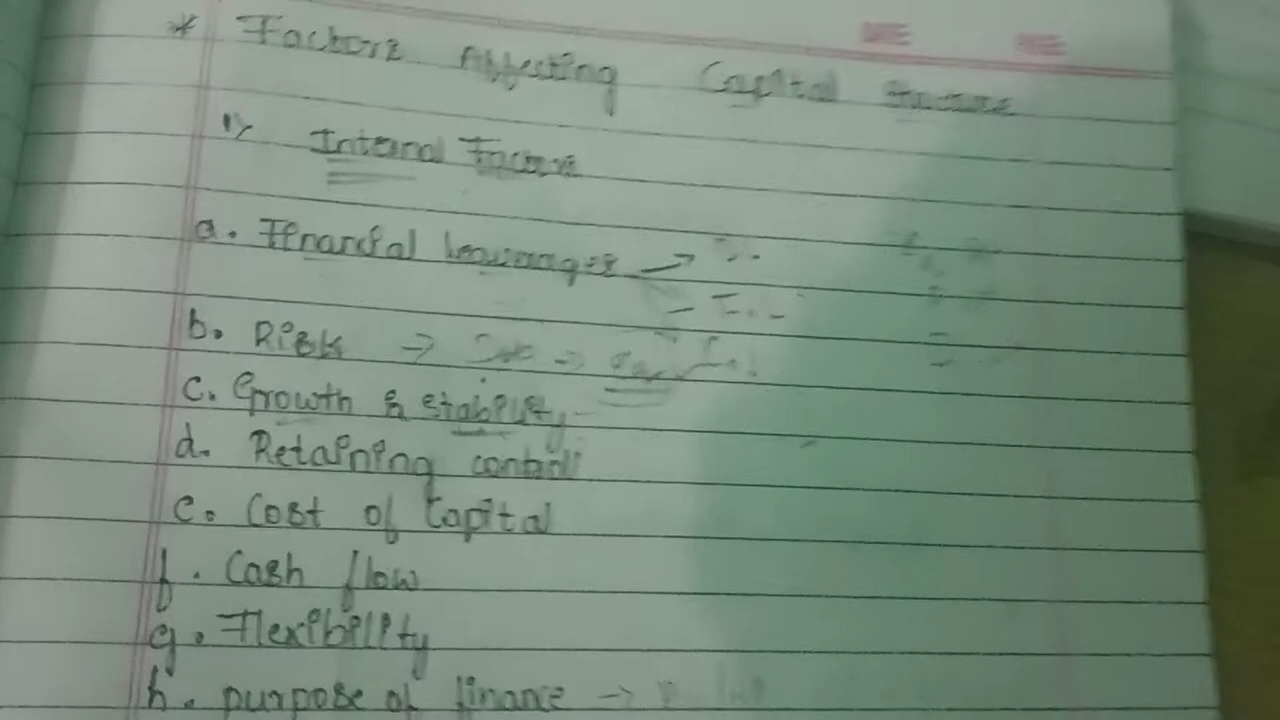 * Factors Affecting Capital structure
1) Internal Factors
a. Financial leverages →
b. Risk →
c. Growth & stability
d. Retaining control
e. Cost of Capital
f. Cash flow
g. Flexibility
h. purpose of finance →